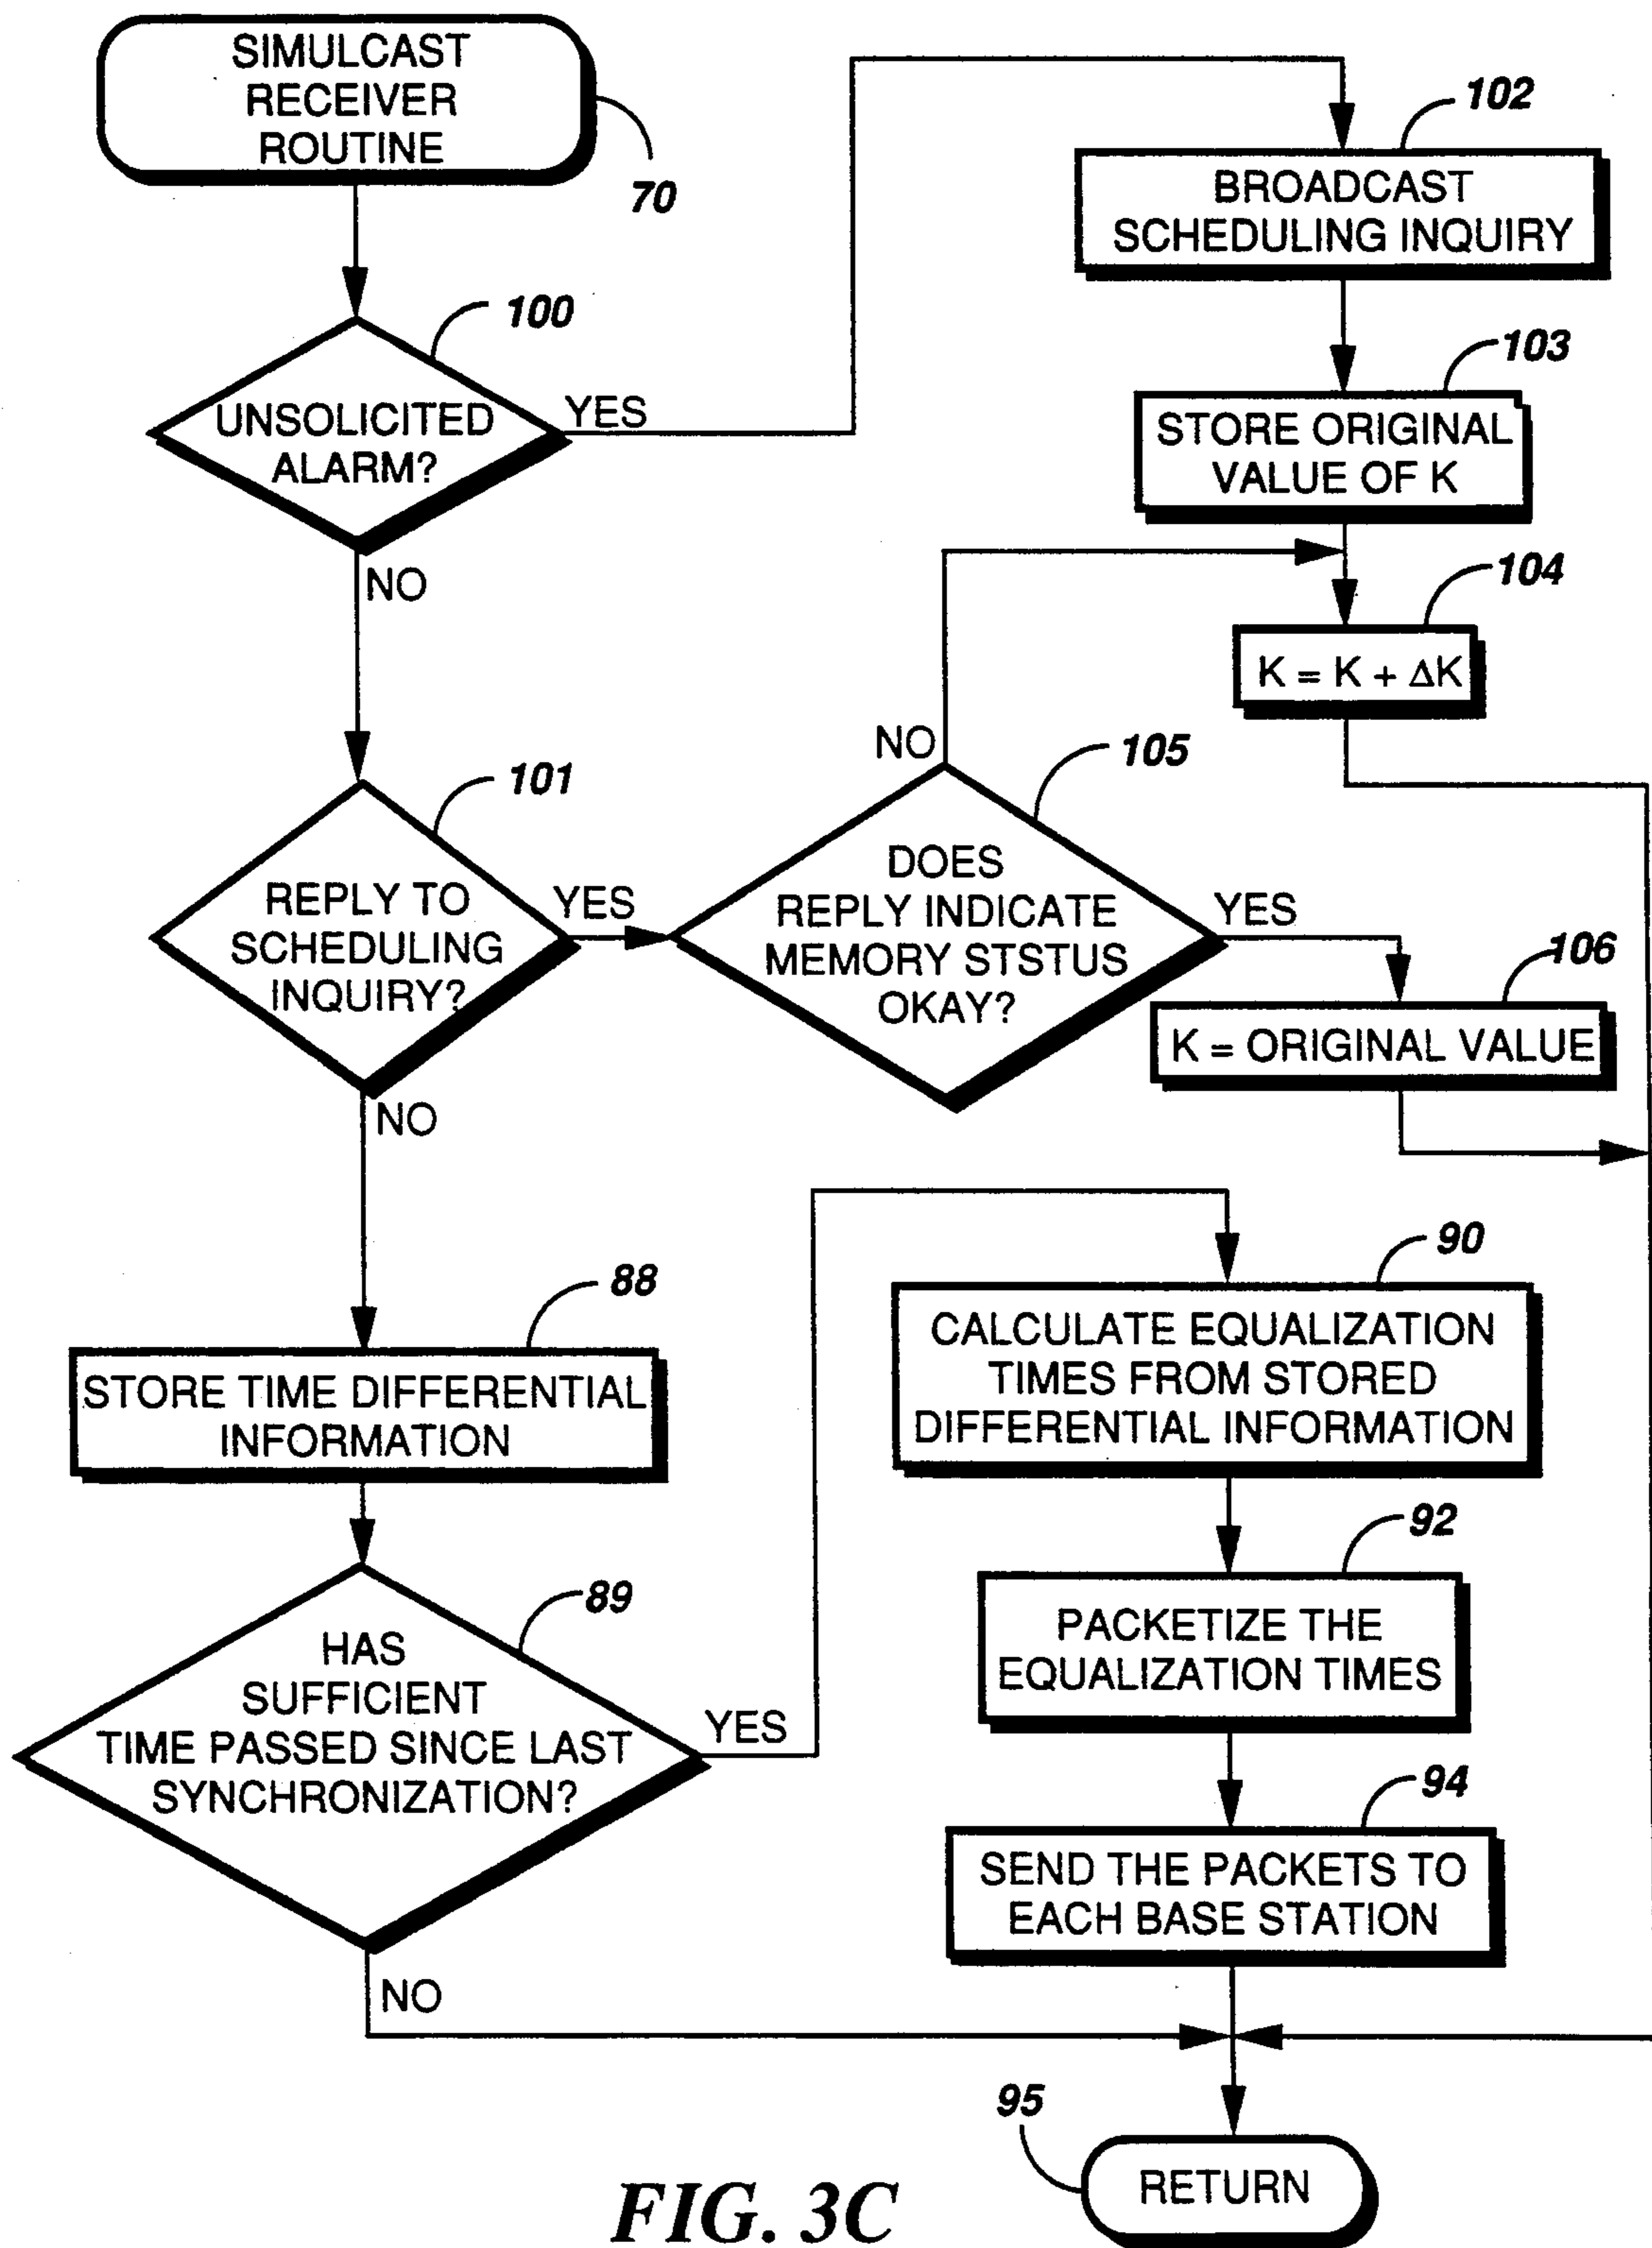 SIMULCAST
RECEIVER
ROUTINE
70
100
UNSOLICITED
ALARM?
YES
NO
102
BROADCAST
SCHEDULING INQUIRY
103
STORE ORIGINAL
VALUE OF K
104
K = K + ΔK
101
REPLY TO
SCHEDULING
INQUIRY?
YES
NO
105
DOES
REPLY INDICATE
MEMORY STSTUS
OKAY?
NO
YES
106
K = ORIGINAL VALUE
88
STORE TIME DIFFERENTIAL
INFORMATION
89
HAS
SUFFICIENT
TIME PASSED SINCE LAST
SYNCHRONIZATION?
YES
NO
90
CALCULATE EQUALIZATION
TIMES FROM STORED
DIFFERENTIAL INFORMATION
92
PACKETIZE THE
EQUALIZATION TIMES
94
SEND THE PACKETS TO
EACH BASE STATION
95
RETURN
FIG. 3C